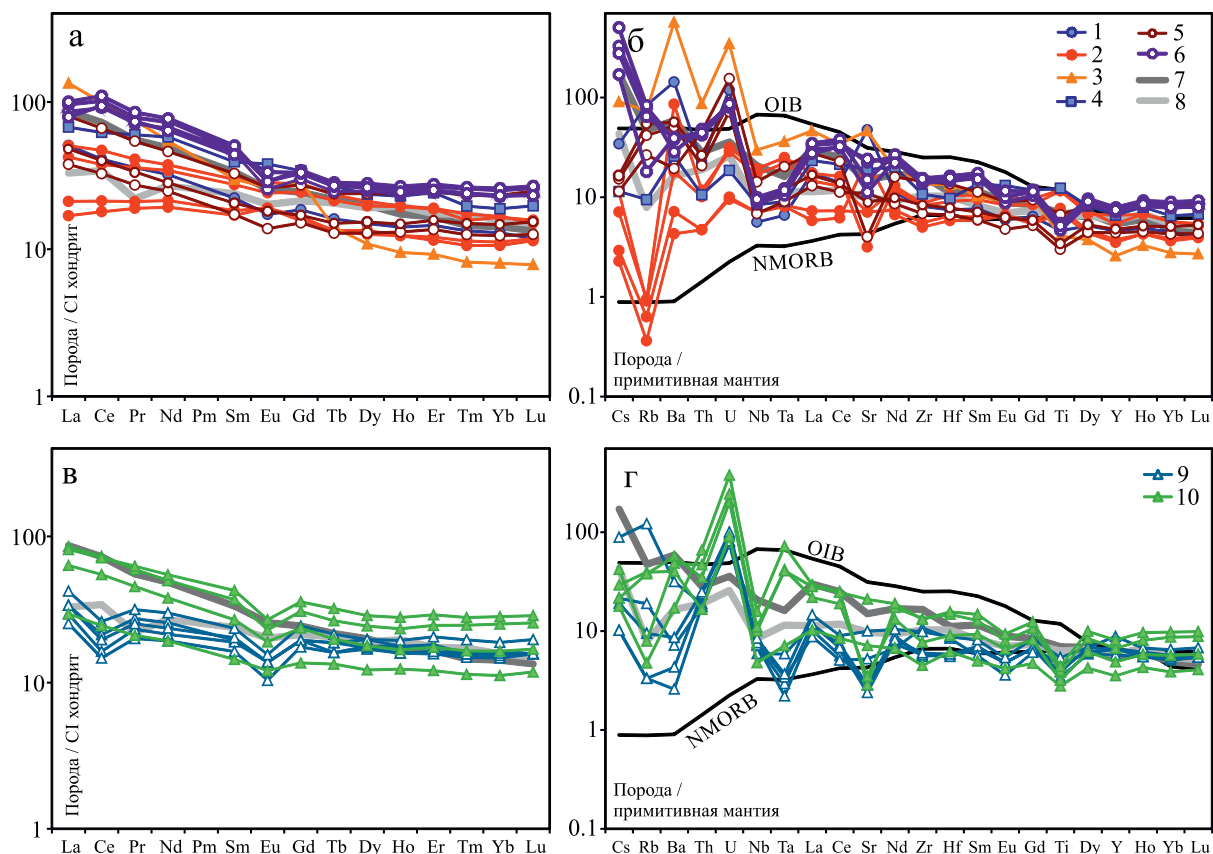 а
100
10
1
Порода / CI хондрит
La Ce Pr Nd Pm Sm Eu Gd Tb Dy Ho Er Tm Yb Lu
б
1 5
2 6
3 7
4 8
100
10
1
0.1
OIB
NMORB
Порода /
примитивная мантия
Cs Rb Ba Th U Nb Ta La Ce Sr Nd Zr Hf Sm Eu Gd Ti Dy Y Ho Yb Lu
в
100
10
1
Порода / CI хондрит
La Ce Pr Nd Pm Sm Eu Gd Tb Dy Ho Er Tm Yb Lu
г
9
10
100
10
1
0.1
OIB
NMORB
Порода /
примитивная мантия
Cs Rb Ba Th U Nb Ta La Ce Sr Nd Zr Hf Sm Eu Gd Ti Dy Y Ho Yb Lu